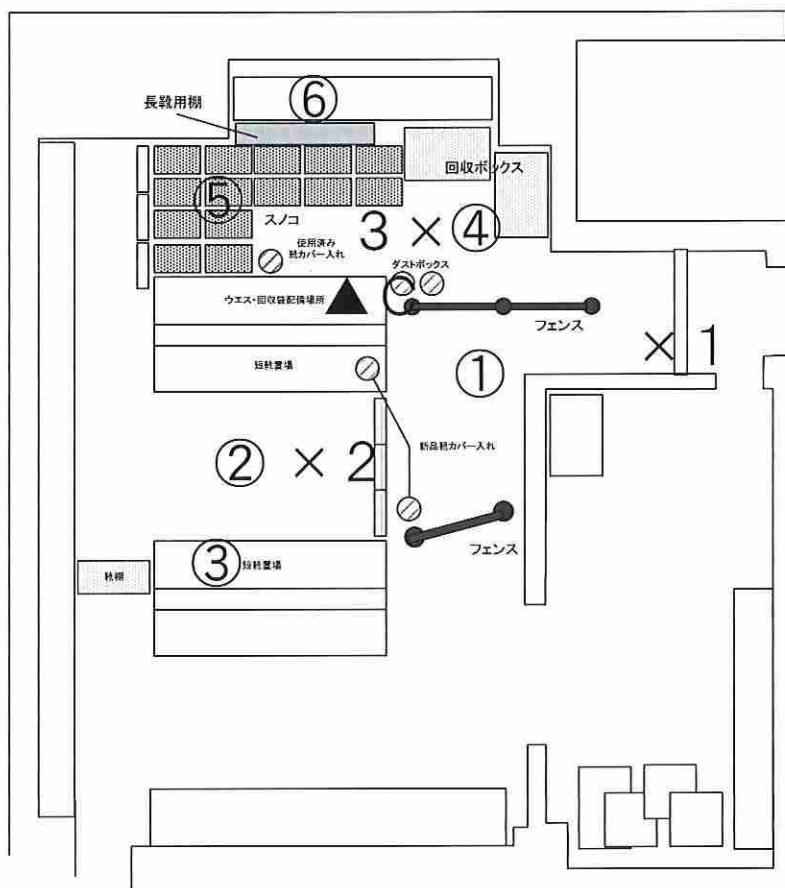 ⑥
長靴用棚
回収ボックス
⑤
スノコ
3 × ④
使用済み
靴カバー入れ
ダストボックス
ウエス・回収袋配備場所
フェンス
× 1
短靴置場
①
新品靴カバー入れ
② × 2
フェンス
③ 短靴置場
靴棚